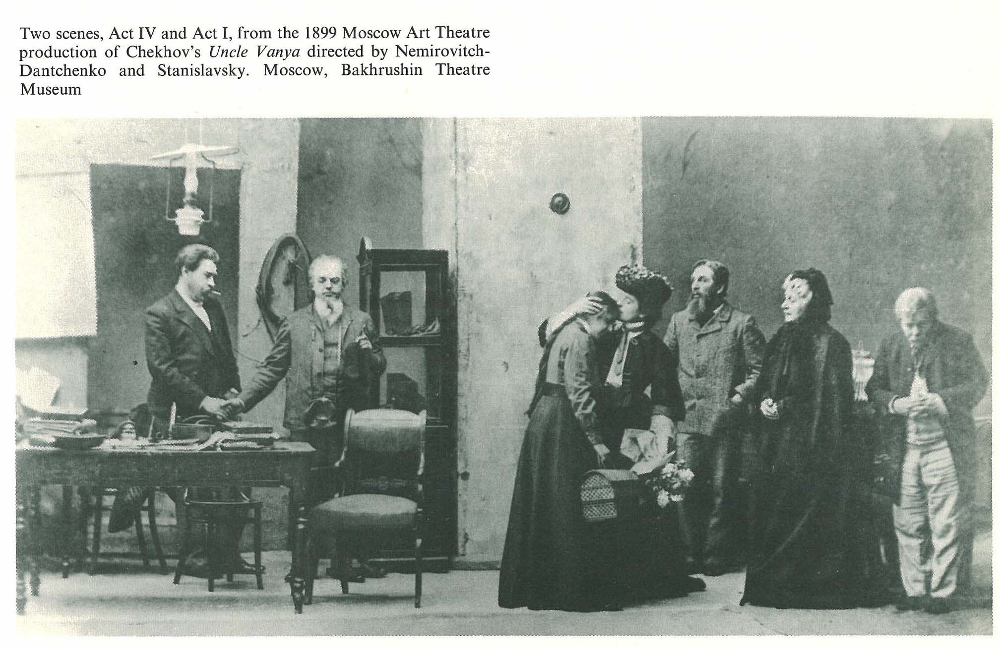 Two scenes, Act IV and Act I, from the 1899 Moscow Art Theatre
production of Chekhov's Uncle Vanya directed by Nemirovitch-
Dantchenko and Stanislavsky. Moscow, Bakhrushin Theatre
Museum